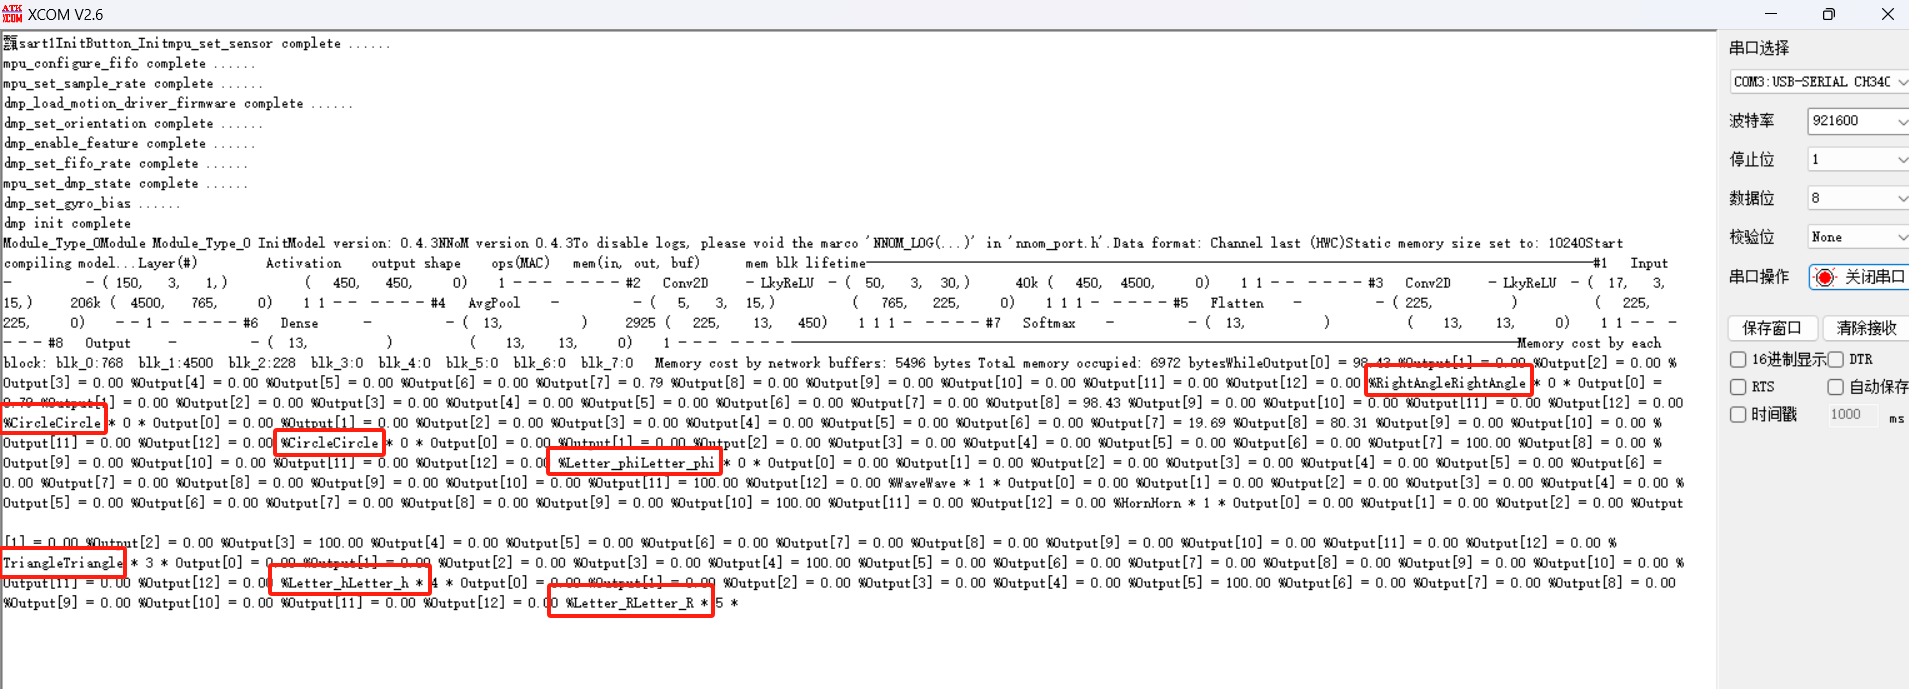 ATK XCOM XCOM V2.6
sart1InitButton_Initmpu_set_sensor complete ......
mpu_configure_fifo complete ......
mpu_set_sample_rate complete ......
dmp_load_motion_driver_firmware complete ......
dmp_set_orientation complete ......
dmp_enable_feature complete ......
dmp_set_fifo_rate complete ......
mpu_set_dmp_state complete ......
dmp_set_gyro_bias ......
dmp init complete
Module_Type_0Module Module_Type_0 InitModel version: 0.4.3NNoM version 0.4.3To disable logs, please void the marco 'NNOM_LOG(...)' in 'nnom_port.h'.Data format: Channel last (HWC)Static memory size set to: 10240Start
compiling model...Layer(#) Activation output shape ops(MAC) mem(in, out, buf) mem blk lifetime#1 Input
- - ( 150, 3, 1,) ( 450, 450, 0) 1 - - - - - - - #2 Conv2D - LkyReLU - ( 50, 3, 30,) 40k ( 450, 4500, 0) 1 1 - - - - - - #3 Conv2D - LkyReLU - ( 17, 3,
15,) 206k ( 4500, 765, 0) 1 1 - - - - - - #4 AvgPool - - ( 5, 3, 15,) ( 765, 225, 0) 1 1 1 - - - - - #5 Flatten - - ( 225, ) ( 225,
225, 0) - - 1 - - - - - #6 Dense - - ( 13, ) 2925 ( 225, 13, 450) 1 1 1 - - - - - #7 Softmax - - ( 13, ) ( 13, 13, 0) 1 1 - - -
- - - #8 Output - - ( 13, ) ( 13, 13, 0) 1 - - - Memory cost by each
block: blk_0:768 blk_1:4500 blk_2:228 blk_3:0 blk_4:0 blk_5:0 blk_6:0 blk_7:0 Memory cost by network buffers: 5496 bytes Total memory occupied: 6972 bytesWhileOutput[0] = 98.43 %Output[1] = 0.00 %Output[2] = 0.00 %
Output[3] = 0.00 %Output[4] = 0.00 %Output[5] = 0.00 %Output[6] = 0.00 %Output[7] = 0.79 %Output[8] = 0.00 %Output[9] = 0.00 %Output[10] = 0.00 %Output[11] = 0.00 %Output[12] = 0.00 %RightAngleRightAngle * 0 * Output[0] =
0.79 %Output[1] = 0.00 %Output[2] = 0.00 %Output[3] = 0.00 %Output[4] = 0.00 %Output[5] = 0.00 %Output[6] = 0.00 %Output[7] = 0.00 %Output[8] = 98.43 %Output[9] = 0.00 %Output[10] = 0.00 %Output[11] = 0.00 %Output[12] = 0.00
%CircleCircle * 0 * Output[0] = 0.00 %Output[1] = 0.00 %Output[2] = 0.00 %Output[3] = 0.00 %Output[4] = 0.00 %Output[5] = 0.00 %Output[6] = 0.00 %Output[7] = 19.69 %Output[8] = 80.31 %Output[9] = 0.00 %Output[10] = 0.00 %
Output[11] = 0.00 %Output[12] = 0.00 %CircleCircle * 0 * Output[0] = 0.00 %Output[1] = 0.00 %Output[2] = 0.00 %Output[3] = 0.00 %Output[4] = 0.00 %Output[5] = 0.00 %Output[6] = 0.00 %Output[7] = 100.00 %Output[8] = 0.00 %
Output[9] = 0.00 %Output[10] = 0.00 %Output[11] = 0.00 %Output[12] = 0.00 %Letter_phiLetter_phi * 0 * Output[0] = 0.00 %Output[1] = 0.00 %Output[2] = 0.00 %Output[3] = 0.00 %Output[4] = 0.00 %Output[5] = 0.00 %Output[6] =
0.00 %Output[7] = 0.00 %Output[8] = 0.00 %Output[9] = 0.00 %Output[10] = 0.00 %Output[11] = 100.00 %Output[12] = 0.00 %WaveWave * 1 * Output[0] = 0.00 %Output[1] = 0.00 %Output[2] = 0.00 %Output[3] = 0.00 %Output[4] = 0.00 %
Output[5] = 0.00 %Output[6] = 0.00 %Output[7] = 0.00 %Output[8] = 0.00 %Output[9] = 0.00 %Output[10] = 100.00 %Output[11] = 0.00 %Output[12] = 0.00 %HornHorn * 1 * Output[0] = 0.00 %Output[1] = 0.00 %Output[2] = 0.00 %Output
[1] = 0.00 %Output[2] = 0.00 %Output[3] = 100.00 %Output[4] = 0.00 %Output[5] = 0.00 %Output[6] = 0.00 %Output[7] = 0.00 %Output[8] = 0.00 %Output[9] = 0.00 %Output[10] = 0.00 %Output[11] = 0.00 %Output[12] = 0.00 %
TriangleTriangle * 3 * Output[0] = 0.00 %Output[1] = 0.00 %Output[2] = 0.00 %Output[3] = 0.00 %Output[4] = 100.00 %Output[5] = 0.00 %Output[6] = 0.00 %Output[7] = 0.00 %Output[8] = 0.00 %Output[9] = 0.00 %Output[10] = 0.00 %
Output[11] = 0.00 %Output[12] = 0.00 %Letter_hLetter_h * 4 * Output[0] = 0.00 %Output[1] = 0.00 %Output[2] = 0.00 %Output[3] = 0.00 %Output[4] = 0.00 %Output[5] = 100.00 %Output[6] = 0.00 %Output[7] = 0.00 %Output[8] = 0.00
%Output[9] = 0.00 %Output[10] = 0.00 %Output[11] = 0.00 %Output[12] = 0.00 %Letter_RLetter_R * 5 *
串口选择
COM3:USB-SERIAL CH340
波特率 921600
停止位 1
数据位 8
校验位 None
串口操作 关闭串口
保存窗口 清除接收
16进制显示 DTR
RTS 自动保存
时间戳 1000 ms